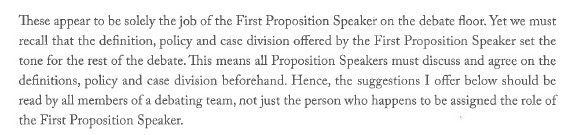 These appear to be solely the job of the First Proposition Speaker on the debate floor. Yet we must
recall that the definition, policy and case division offered by the First Proposition Speaker set the
tone for the rest of the debate. This means all Proposition Speakers must discuss and agree on the
definitions, policy and case division beforehand. Hence, the suggestions I offer below should be
read by all members of a debating team, not just the person who happens to be assigned the role of
the First Proposition Speaker.